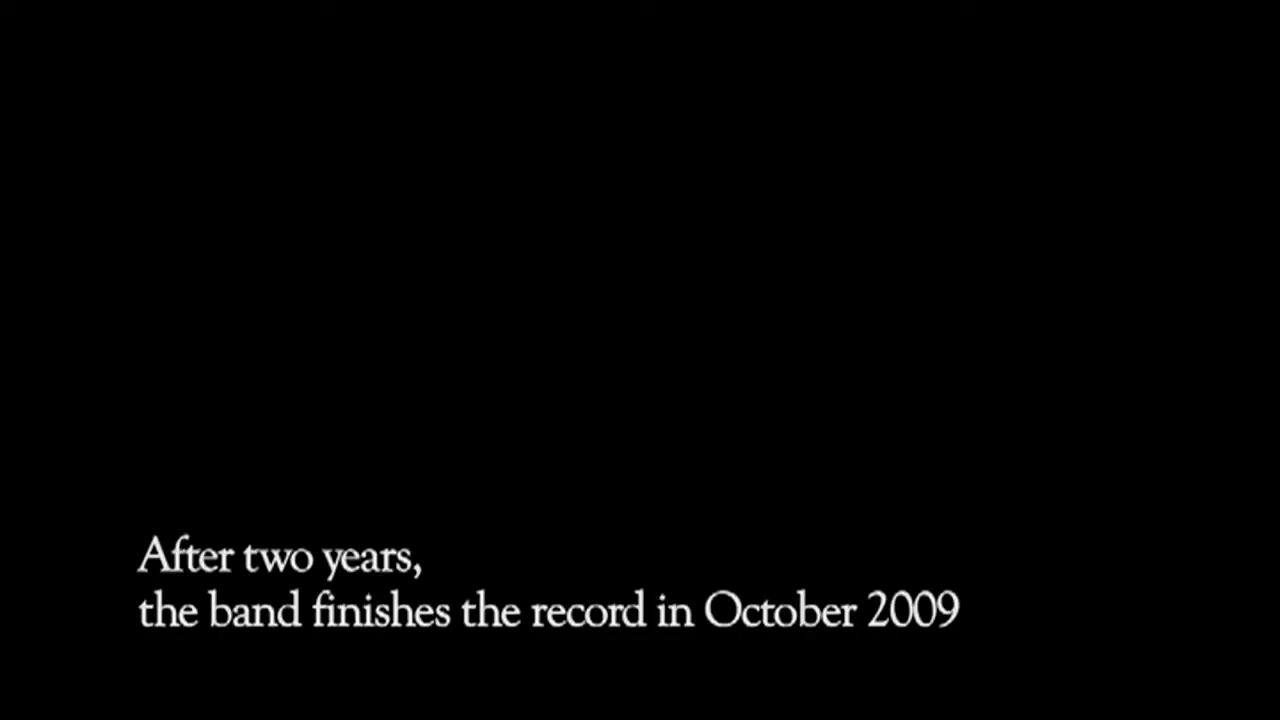 After two years,
the band finishes the record in October 2009